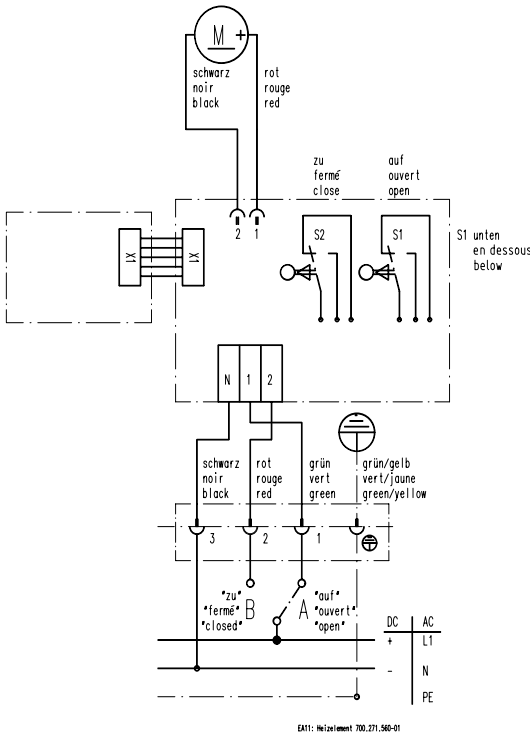 M +
schwarz
noir
black
rot
rouge
red
zu
fermé
close
auf
ouvert
open
2 1
S2
S1
S1 unten
en dessous
below
X1
X1
N 1 2
schwarz
noir
black
rot
rouge
red
grün
vert
green
grün/gelb
vert/jaune
green/yellow
3
2
1
"zu"
"fermé"
"closed"
B
A
"auf"
"ouvert"
"open"
DC AC
+ L1
- N
PE
EA11: Heizelement 700.271.560-01